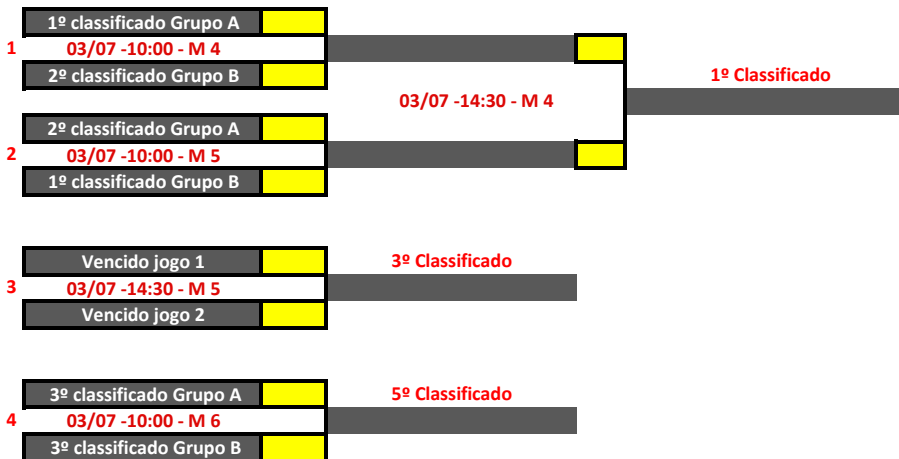 1º classificado Grupo A
1 03/07 -10:00 - M 4
2º classificado Grupo B
1º Classificado
03/07 -14:30 - M 4
2º classificado Grupo A
2 03/07 -10:00 - M 5
1º classificado Grupo B
Vencido jogo 1
3º Classificado
3 03/07 -14:30 - M 5
Vencido jogo 2
3º classificado Grupo A
5º Classificado
4 03/07 -10:00 - M 6
3º classificado Grupo B